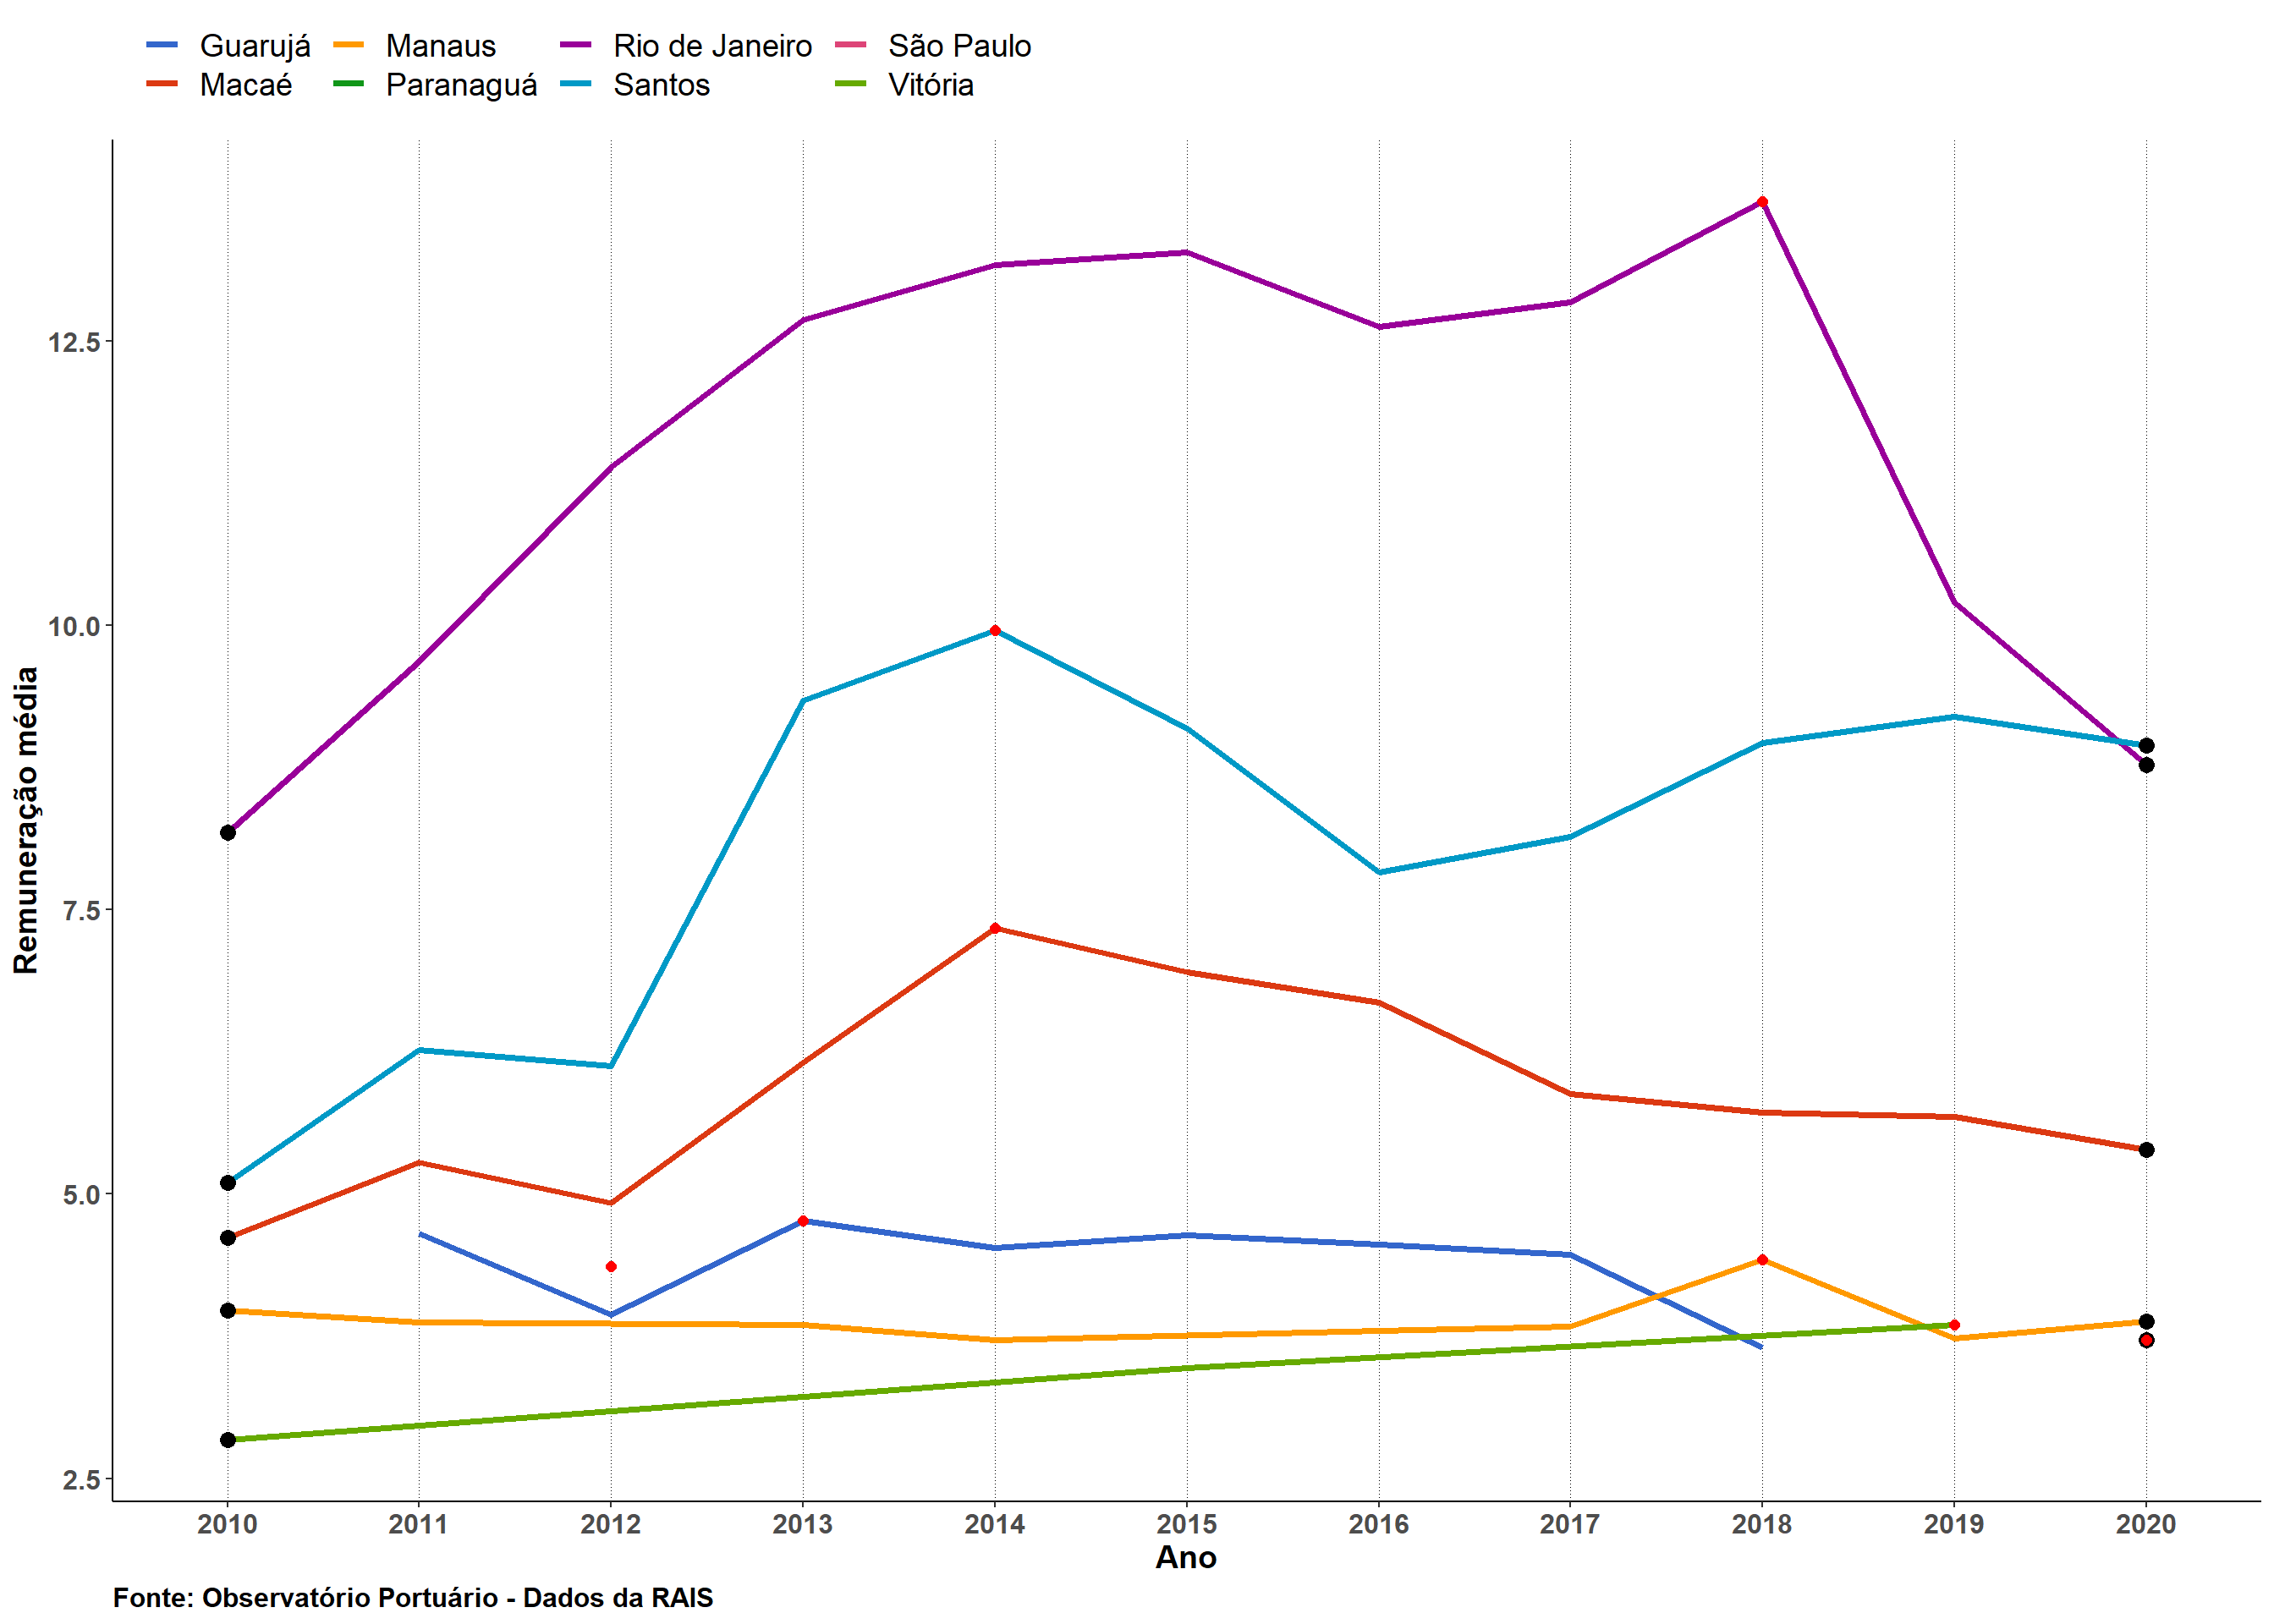 Guarujá Manaus Rio de Janeiro São Paulo
Macaé Paranaguá Santos Vitória
12.5
10.0
7.5
5.0
2.5
Remuneração média
2010 2011 2012 2013 2014 2015 2016 2017 2018 2019 2020
Ano
Fonte: Observatório Portuário - Dados da RAIS